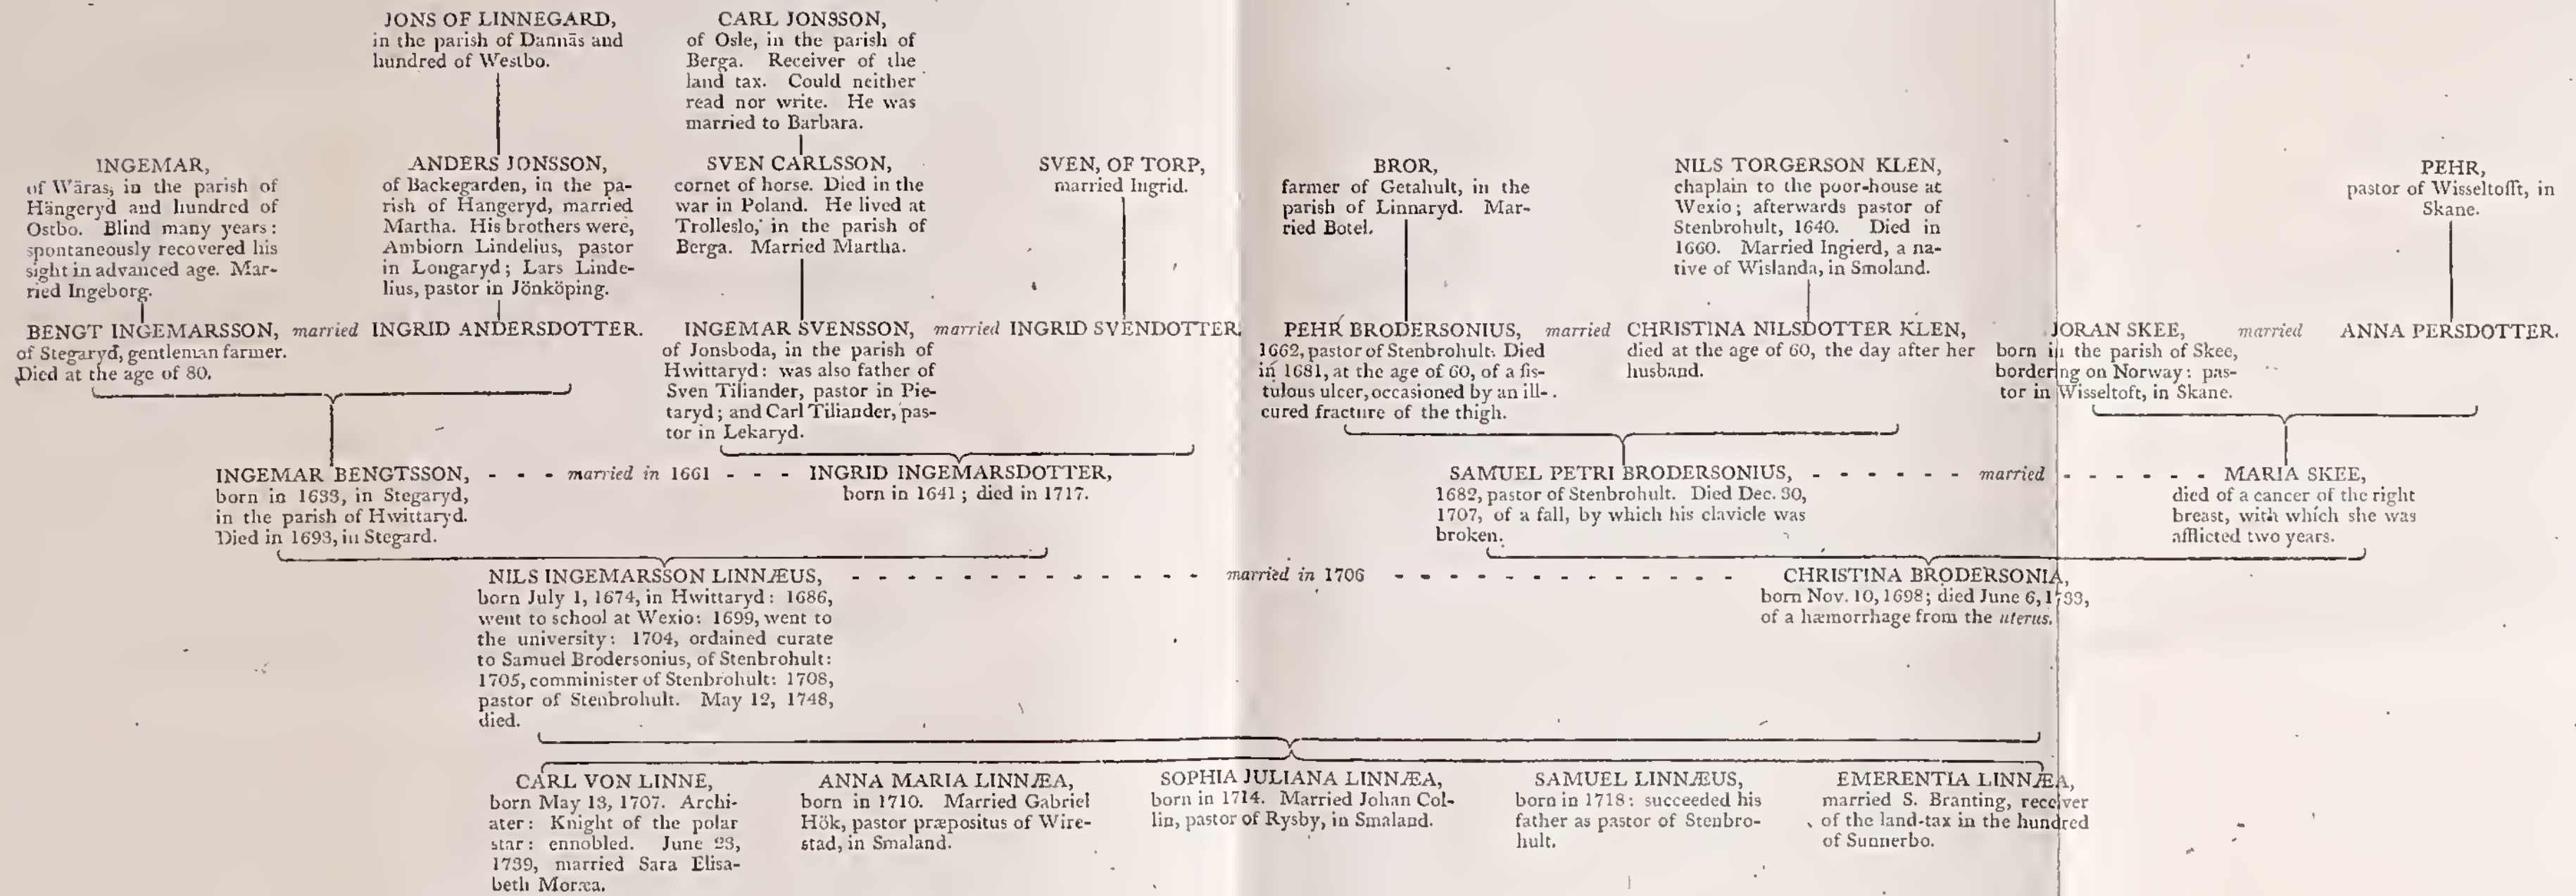 JONS OF LINNEGARD,
in the parish of Dannäs and
hundred of Westbo.
CARL JONSSON,
of Osle, in the parish of
Berga. Receiver of the
land tax. Could neither
read nor write. He was
married to Barbara.
INGEMAR,
of Wäras, in the parish of
Hängeryd and hundred of
Ostbo. Blind many years:
spontaneously recovered his
sight in advanced age. Mar-
ried Ingeborg.
ANDERS JONSSON,
of Backegarden, in the pa-
rish of Hangeryd, married
Martha. His brothers were,
Ambiorn Lindelius, pastor
in Longaryd; Lars Linde-
lius, pastor in Jönköping.
SVEN CARLSSON,
cornet of horse. Died in the
war in Poland. He lived at
Trolleslo, in the parish of
Berga. Married Martha.
SVEN, OF TORP,
married Ingrid.
BROR,
farmer of Getahult, in the
parish of Linnaryd. Mar-
ried Botel.
NILS TORGERSON KLEN,
chaplain to the poor-house at
Wexio; afterwards pastor of
Stenbrohult, 1640. Died in
1660. Married Ingierd, a na-
tive of Wislanda, in Smoland.
PEHR,
pastor of Wisseltofft, in
Skane.
BENGT INGEMARSSON, married INGRID ANDERSDOTTER.
of Stegaryd, gentleman farmer.
Died at the age of 80.
INGEMAR SVENSSON, married INGRID SVENDOTTER.
of Jonsboda, in the parish of
Hwittaryd: was also father of
Sven Tiliander, pastor in Pie-
taryd; and Carl Tiliander, pas-
tor in Lekaryd.
PEHR BRODERSONIUS, married CHRISTINA NILSDOTTER KLEN,
1662, pastor of Stenbrohult. Died
in 1681, at the age of 60, of a fis-
tulous ulcer, occasioned by an ill-
cured fracture of the thigh.
died at the age of 60, the day after her
husband.
JORAN SKEE, married ANNA PERSDOTTER.
born in the parish of Skee,
bordering on Norway: pas-
tor in Wisseltoft, in Skane.
INGEMAR BENGTSSON, - - - married in 1661 - - - INGRID INGEMARSDOTTER,
born in 1633, in Stegaryd,
in the parish of Hwittaryd.
Died in 1693, in Stegard.
born in 1641; died in 1717.
SAMUEL PETRI BRODERSONIUS, - - - - - - married - - - - - - MARIA SKEE,
1682, pastor of Stenbrohult. Died Dec. 30,
1707, of a fall, by which his clavicle was
broken.
died of a cancer of the right
breast, with which she was
afflicted two years.
NILS INGEMARSSON LINNÆUS, - - - - - - - - - - - - - married in 1706 - - - - - - - - - - - - - CHRISTINA BRODERSONIA,
born July 1, 1674, in Hwittaryd: 1686,
went to school at Wexio: 1699, went to
the university: 1704, ordained curate
to Samuel Brodersonius, of Stenbrohult:
1705, comminister of Stenbrohult: 1708,
pastor of Stenbrohult. May 12, 1748,
died.
born Nov. 10, 1698; died June 6, 1733,
of a hæmorrhage from the uterus.
CARL VON LINNE,
born May 13, 1707. Archi-
ater: Knight of the polar
star: ennobled. June 23,
1739, married Sara Elisa-
beth Moræa.
ANNA MARIA LINNÆA,
born in 1710. Married Gabriel
Hök, pastor præpositus of Wire-
stad, in Smaland.
SOPHIA JULIANA LINNÆA,
born in 1714. Married Johan Col-
lin, pastor of Rysby, in Smaland.
SAMUEL LINNÆUS,
born in 1718: succeeded his
father as pastor of Stenbro-
hult.
EMERENTIA LINNÆA,
married S. Branting, receiver
of the land-tax in the hundred
of Sunnerbo.